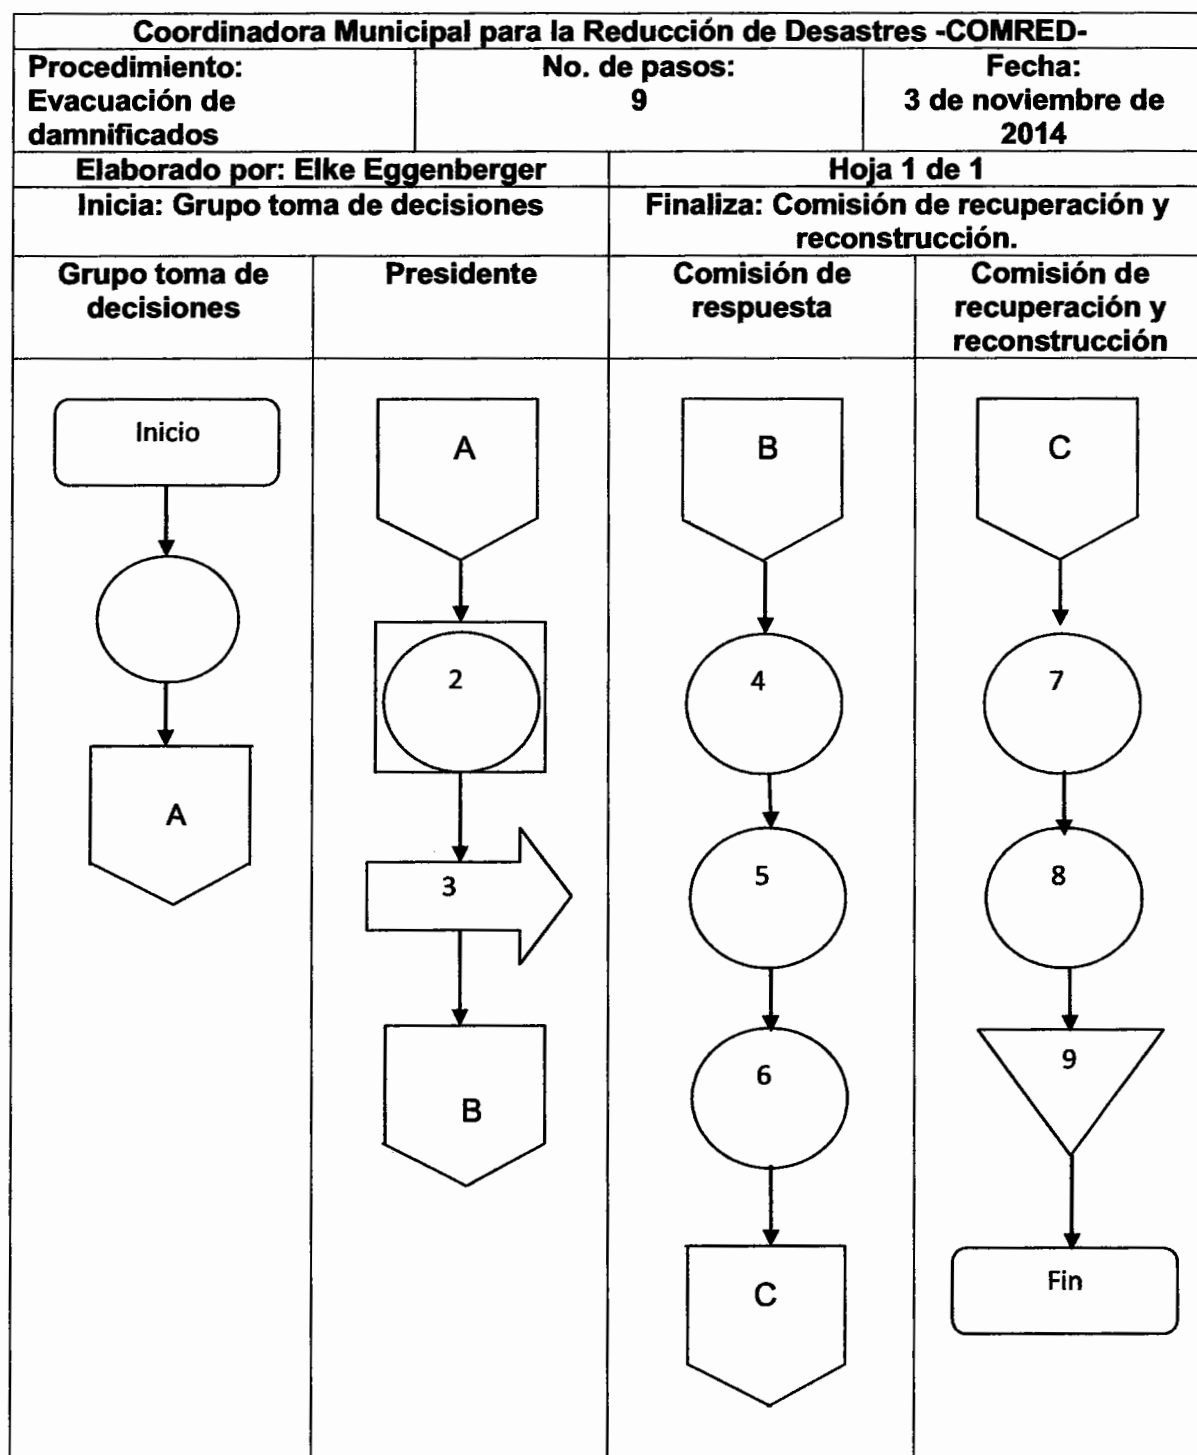 Coordinadora Municipal para la Reducción de Desastres -COMRED-
Procedimiento:
Evacuación de
damnificados
No. de pasos:
9
Fecha:
3 de noviembre de
2014
Elaborado por: Elke Eggenberger
Hoja 1 de 1
Inicia: Grupo toma de decisiones
Finaliza: Comisión de recuperación y
reconstrucción.
Grupo toma de
decisiones
Presidente
Comisión de
respuesta
Comisión de
recuperación y
reconstrucción
Inicio
A
A
2
3
B
B
4
5
6
C
C
7
8
9
Fin